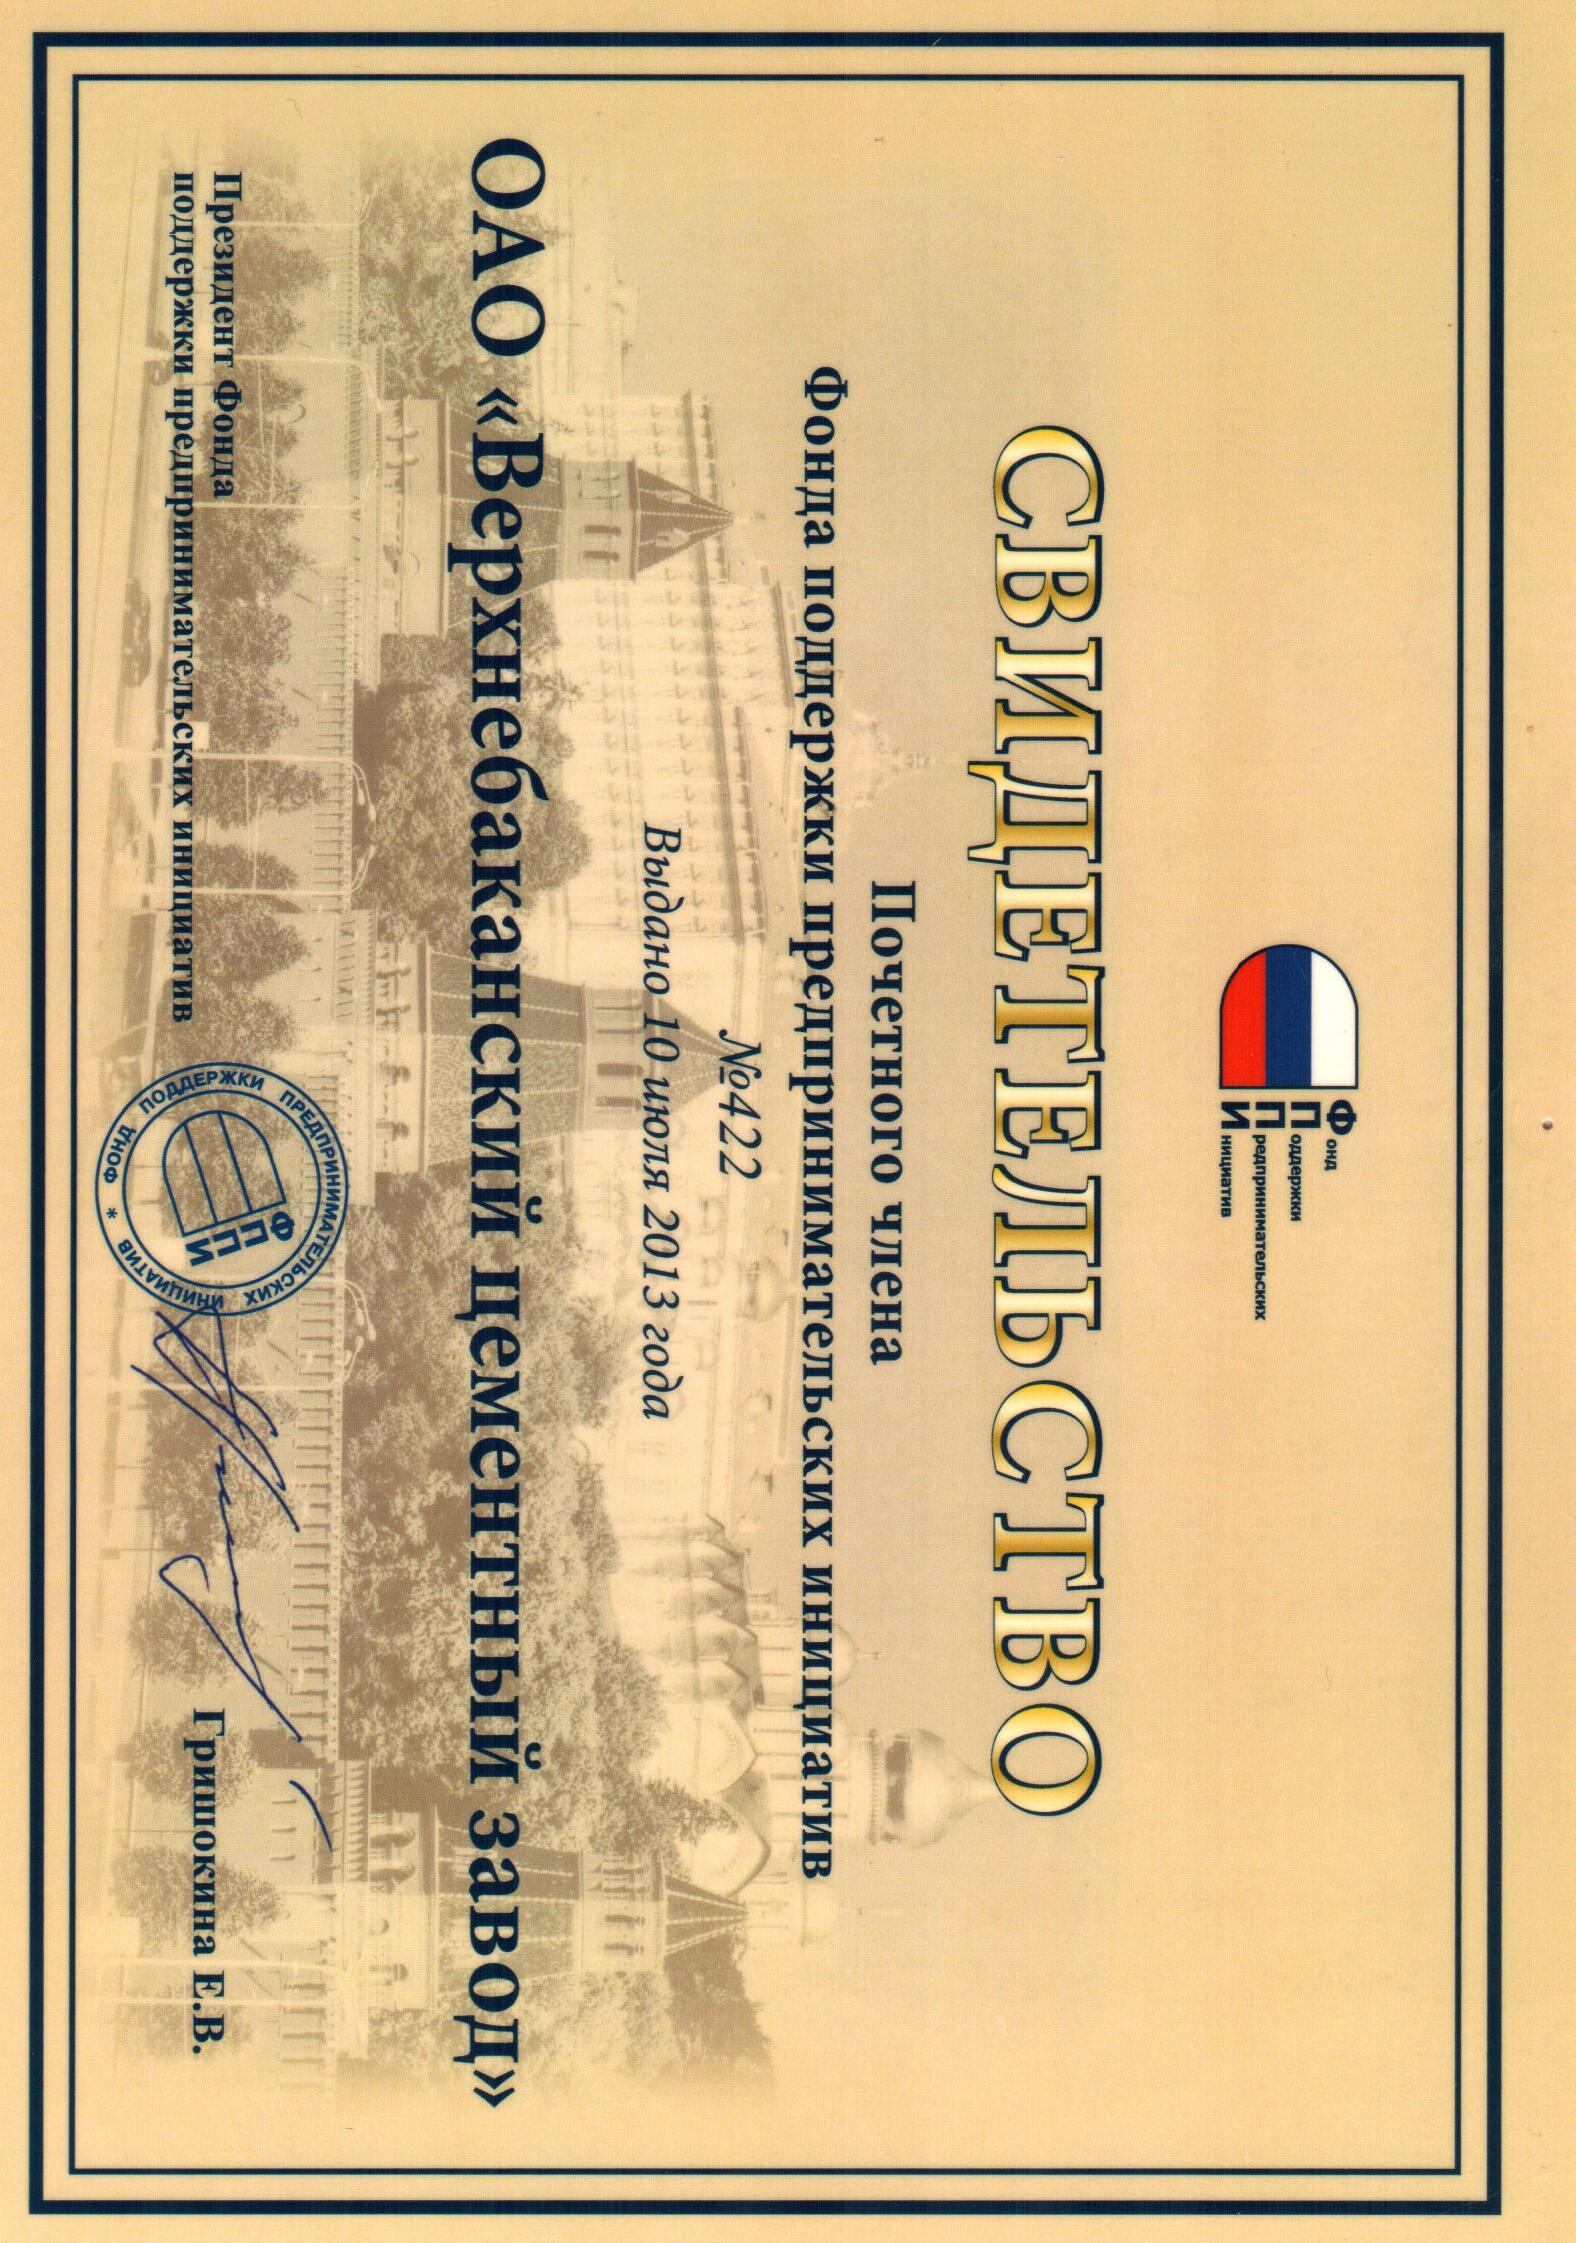 Фонд
Поддержки
Предпринимательских
Инициатив
СВИДЕТЕЛЬСТВО
Почетного члена
Фонда поддержки предпринимательских инициатив
№422
Выдано 10 июля 2013 года
ОАО «Верхнебаканский цементный завод»
Президент Фонда
поддержки предпринимательских инициатив
ФОНД ПОДДЕРЖКИ ПРЕДПРИНИМАТЕЛЬСКИХ ИНИЦИАТИВ *
ФППИ
Гришокина Е.В.